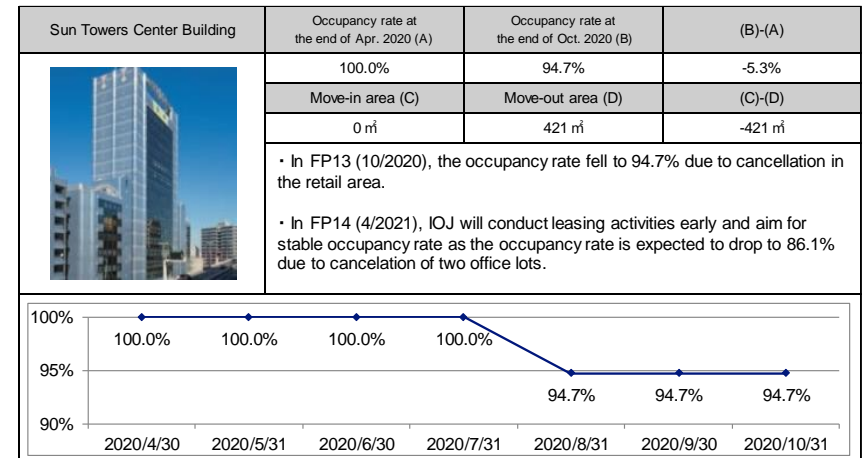 Sun Towers Center Building
Occupancy rate at
the end of Apr. 2020 (A)
Occupancy rate at
the end of Oct. 2020 (B)
(B)-(A)
100.0%
94.7%
-5.3%
Move-in area (C)
Move-out area (D)
(C)-(D)
0㎡
421㎡
-421㎡
・In FP13 (10/2020), the occupancy rate fell to 94.7% due to cancellation in
the retail area.
・In FP14 (4/2021), IOJ will conduct leasing activities early and aim for
stable occupancy rate as the occupancy rate is expected to drop to 86.1%
due to cancelation of two office lots.
100%
95%
90%
100.0%
100.0%
100.0%
100.0%
94.7%
94.7%
94.7%
2020/4/30
2020/5/31
2020/6/30
2020/7/31
2020/8/31
2020/9/30
2020/10/31